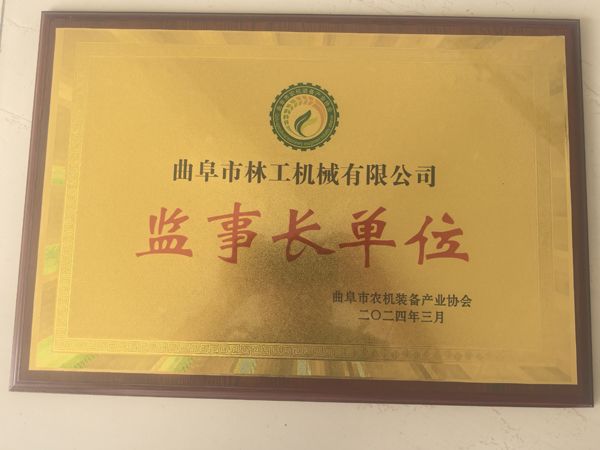 曲阜市林工机械有限公司
监事长单位
曲阜市农机装备产业协会
二〇二四年三月